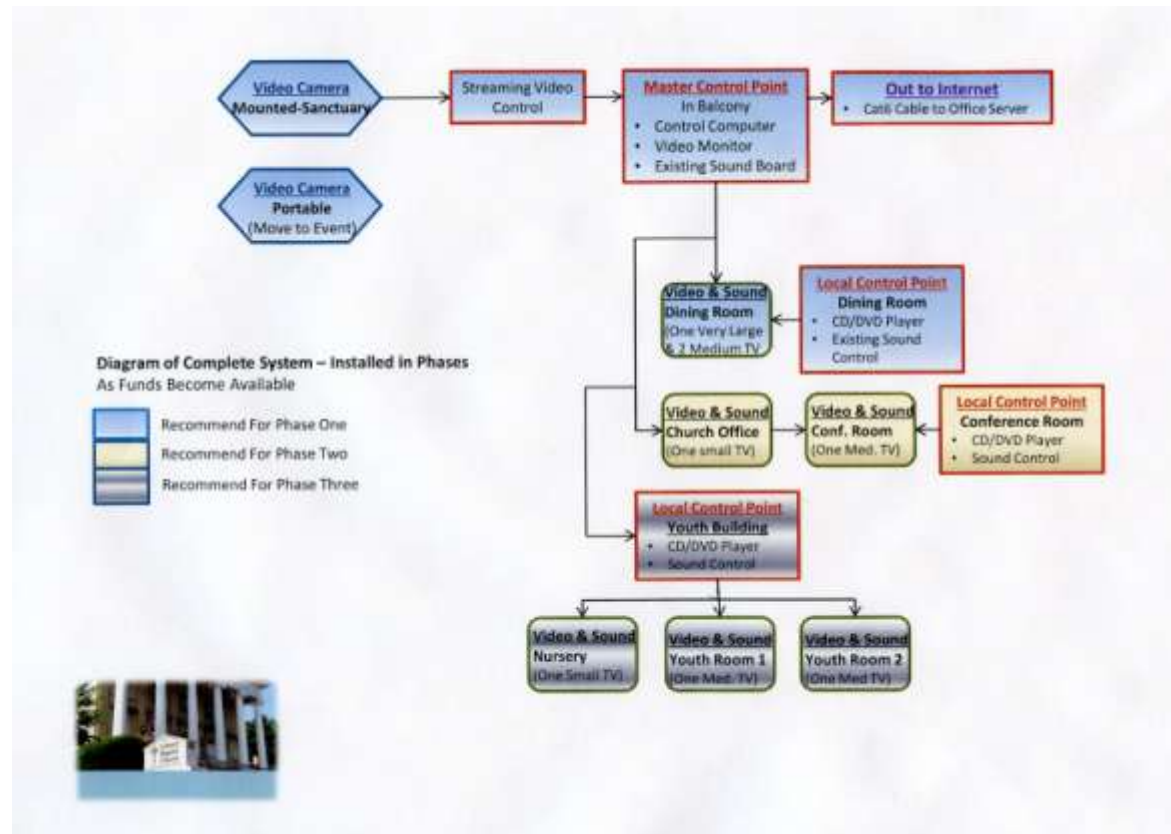 Video Camera
Mounted-Sanctuary
Streaming Video
Control
Master Control Point
In Balcony
• Control Computer
• Video Monitor
• Existing Sound Board
Out to Internet
• Cat6 Cable to Office Server
Video Camera
Portable
(Move to Event)
Video & Sound
Dining Room
(One Very Large
& 2 Medium TV
Local Control Point
Dining Room
• CD/DVD Player
• Existing Sound
Control
Diagram of Complete System – Installed in Phases
As Funds Become Available
Recommend For Phase One
Recommend For Phase Two
Recommend For Phase Three
Video & Sound
Church Office
(One small TV)
Video & Sound
Conf. Room
(One Med. TV)
Local Control Point
Conference Room
• CD/DVD Player
• Sound Control
Local Control Point
Youth Building
• CD/DVD Player
• Sound Control
Video & Sound
Nursery
(One Small TV)
Video & Sound
Youth Room 1
(One Med. TV)
Video & Sound
Youth Room 2
(One Med TV)